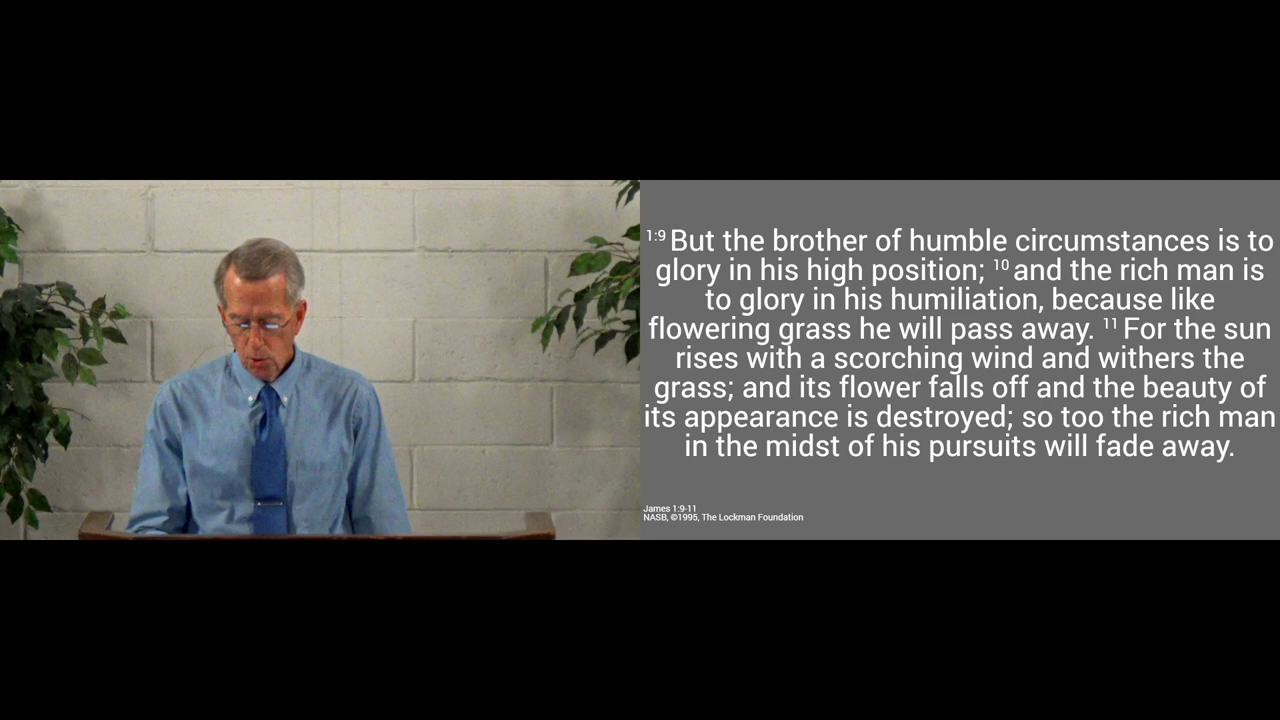 1:9 But the brother of humble circumstances is to
glory in his high position; 10 and the rich man is
to glory in his humiliation, because like
flowering grass he will pass away. 11 For the sun
rises with a scorching wind and withers the
grass; and its flower falls off and the beauty of
its appearance is destroyed; so too the rich man
in the midst of his pursuits will fade away.
James 1:9-11
NASB, ©1995, The Lockman Foundation